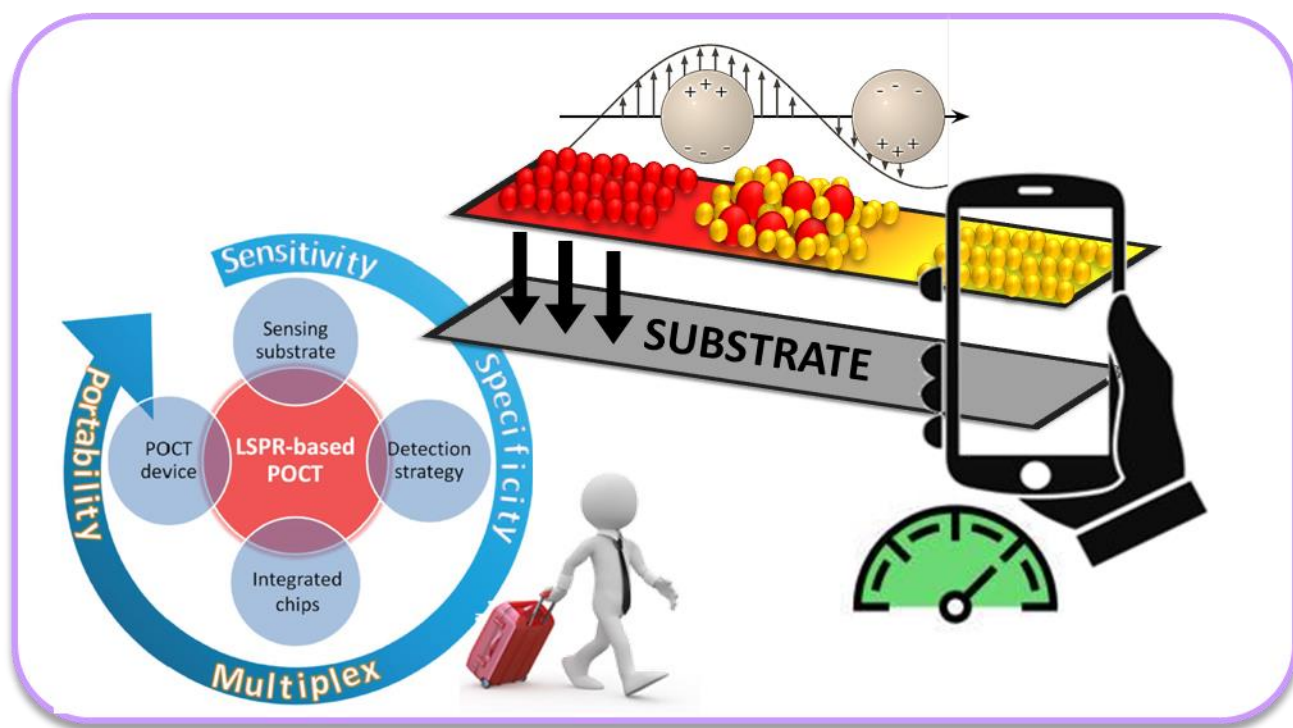 SUBSTRATE
Sensitivity
Specificity
Multiplex
Portability
Sensing
substrate
Detection
strategy
Integrated
chips
POCT
device
LSPR-based
POCT
+ + +
- - -
- - -
+ + +